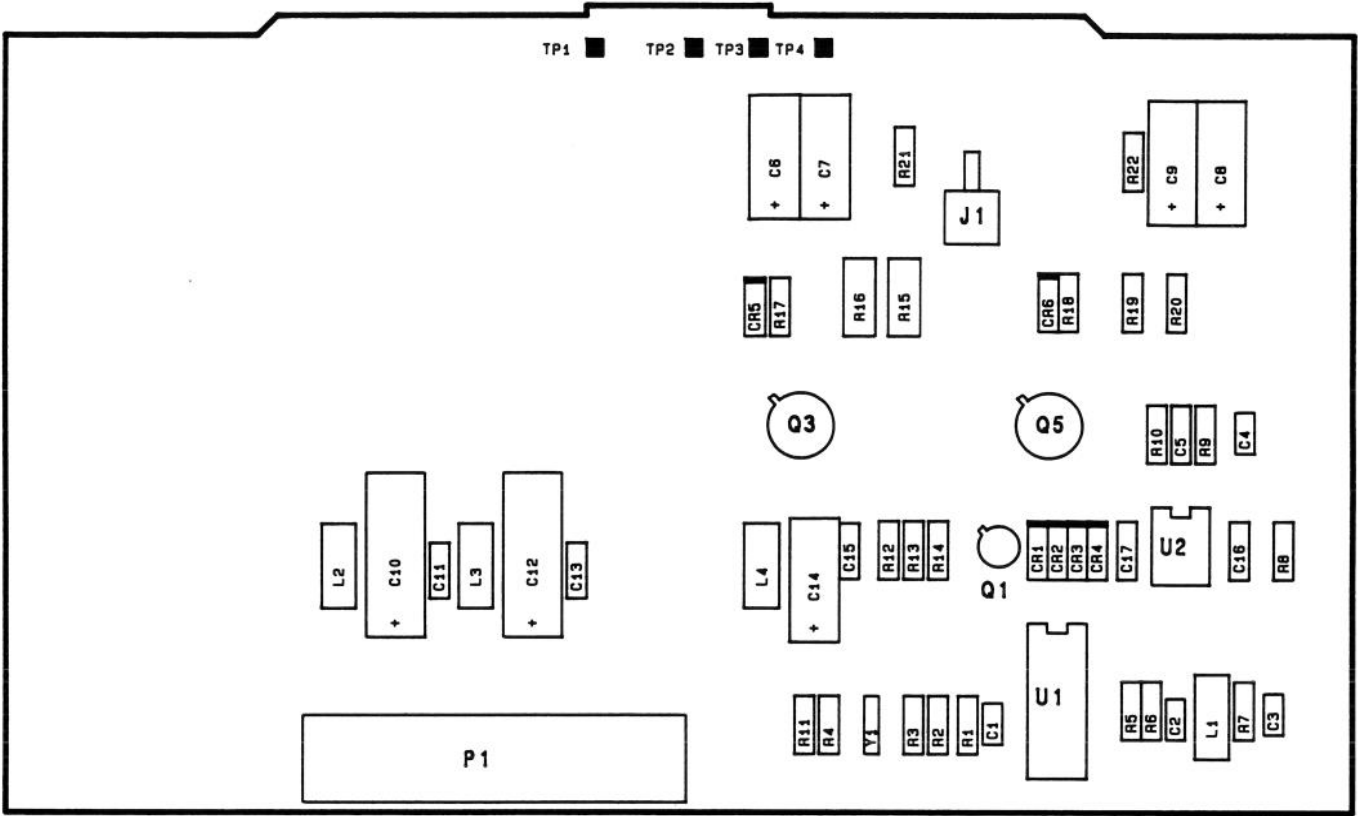 TP1 TP2 TP3 TP4
C6 C7 R21 R22 C9 C8
+ + J1 + +
CR5 R17 R16 R15 CR6 R18 R19 R20
Q3 Q5 R10 C5 R9 C4
L2 C10 C11 L3 C12 C13 L4 C14 C15 R12 R13 R14 CR1 CR2 CR3 CR4 C17 U2 C16 R8
Q1
+ + +
U1
R11 R4 Y1 R3 R2 R1 C1 R5 R6 C2 L1 R7 C3
P1